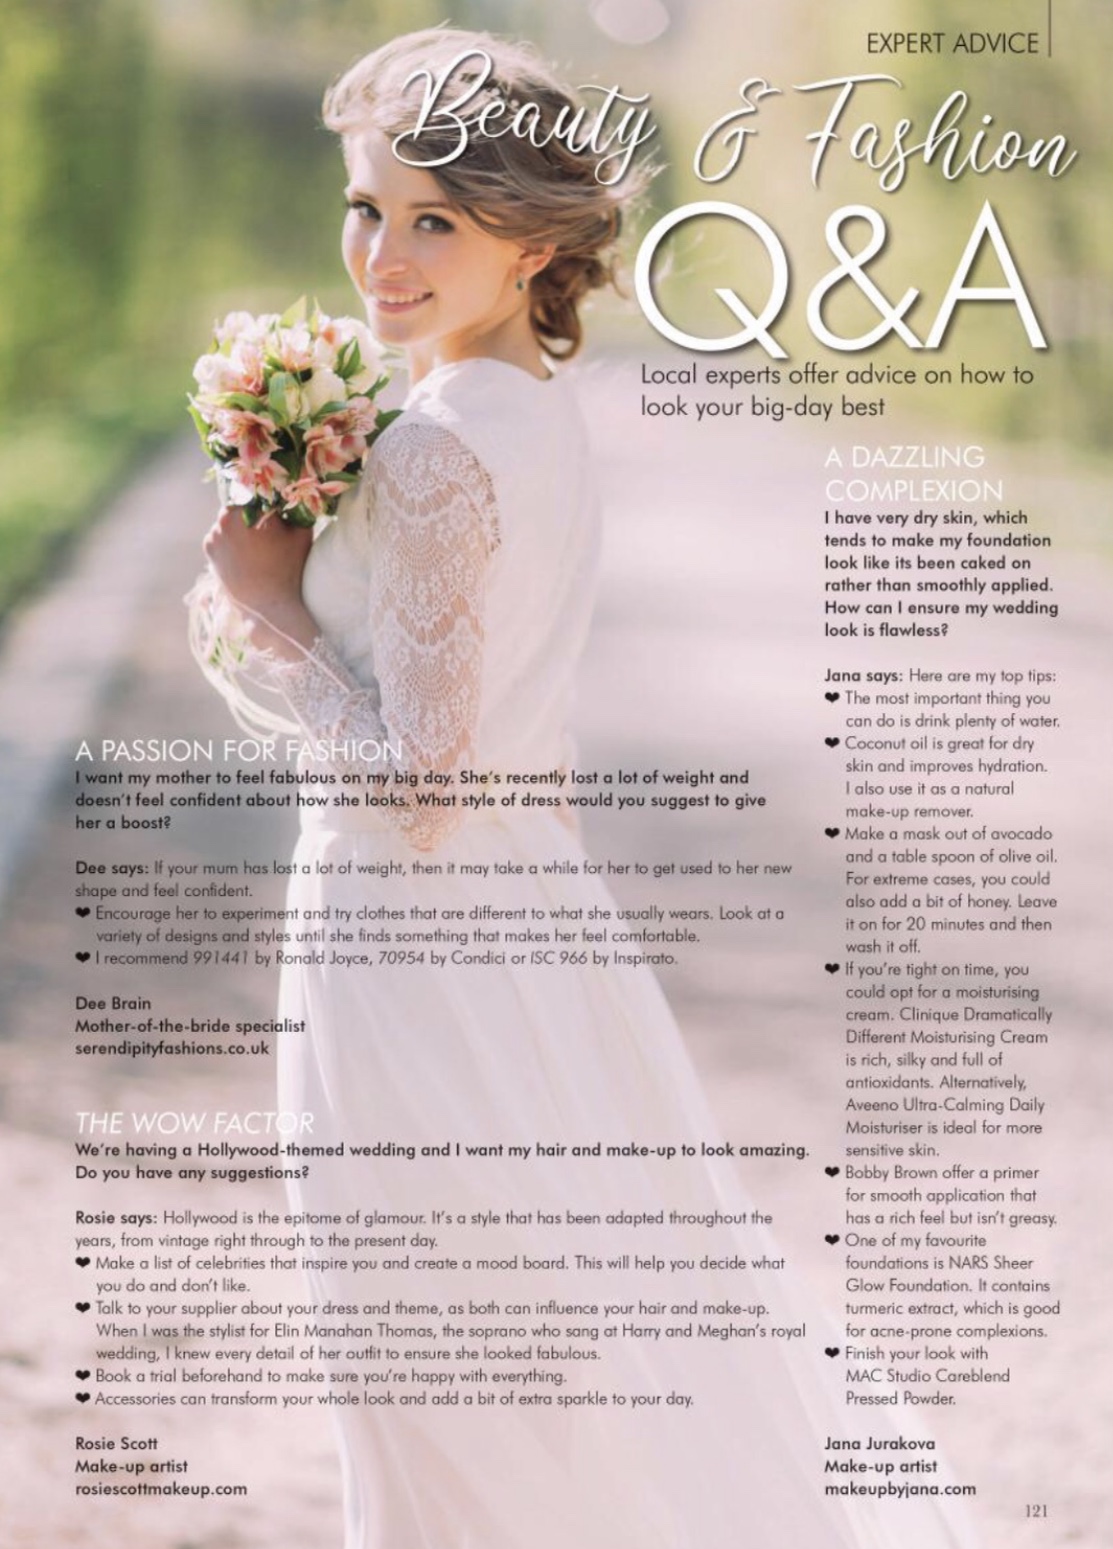 EXPERT ADVICE
Beauty & Fashion
Q&A
Local experts offer advice on how to
look your big-day best
A DAZZLING
COMPLEXION
I have very dry skin, which
tends to make my foundation
look like its been caked on
rather than smoothly applied.
How can I ensure my wedding
look is flawless?
Jana says: Here are my top tips:
❤ The most important thing you
can do is drink plenty of water.
❤ Coconut oil is great for dry
skin and improves hydration.
I also use it as a natural
make-up remover.
❤ Make a mask out of avocado
and a table spoon of olive oil.
For extreme cases, you could
also add a bit of honey. Leave
it on for 20 minutes and then
wash it off.
❤ If you're tight on time, you
could opt for a moisturising
cream. Clinique Dramatically
Different Moisturising Cream
is rich, silky and full of
antioxidants. Alternatively,
Aveeno Ultra-Calming Daily
Moisturiser is ideal for more
sensitive skin.
❤ Bobby Brown offer a primer
for smooth application that
has a rich feel but isn't greasy.
❤ One of my favourite
foundations is NARS Sheer
Glow Foundation. It contains
turmeric extract, which is good
for acne-prone complexions.
❤ Finish your look with
MAC Studio Careblend
Pressed Powder.
Jana Jurakova
Make-up artist
makeupbyjana.com
A PASSION FOR FASHION
I want my mother to feel fabulous on my big day. She's recently lost a lot of weight and
doesn't feel confident about how she looks. What style of dress would you suggest to give
her a boost?
Dee says: If your mum has lost a lot of weight, then it may take a while for her to get used to her new
shape and feel confident.
❤ Encourage her to experiment and try clothes that are different to what she usually wears. Look at a
variety of designs and styles until she finds something that makes her feel comfortable.
❤ I recommend 991441 by Ronald Joyce, 70954 by Condici or ISC 966 by Inspirato.
Dee Brain
Mother-of-the-bride specialist
serendipityfashions.co.uk
THE WOW FACTOR
We're having a Hollywood-themed wedding and I want my hair and make-up to look amazing.
Do you have any suggestions?
Rosie says: Hollywood is the epitome of glamour. It's a style that has been adapted throughout the
years, from vintage right through to the present day.
❤ Make a list of celebrities that inspire you and create a mood board. This will help you decide what
you do and don't like.
❤ Talk to your supplier about your dress and theme, as both can influence your hair and make-up.
When I was the stylist for Elin Manahan Thomas, the soprano who sang at Harry and Meghan's royal
wedding, I knew every detail of her outfit to ensure she looked fabulous.
❤ Book a trial beforehand to make sure you're happy with everything.
❤ Accessories can transform your whole look and add a bit of extra sparkle to your day.
Rosie Scott
Make-up artist
rosiescottmakeup.com
121